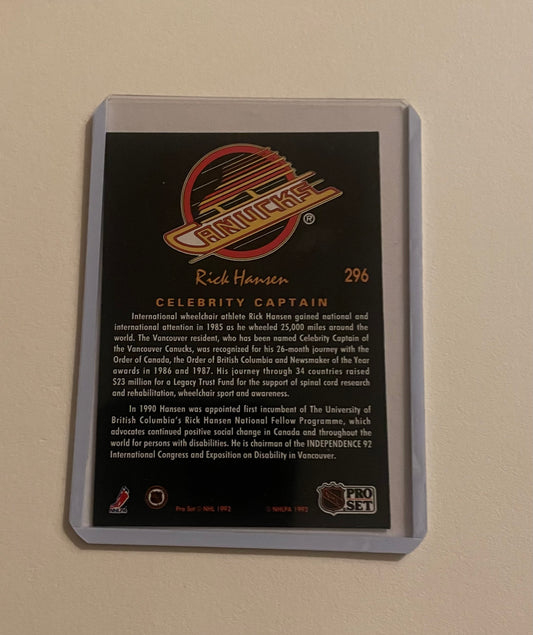 CANUCKS
®
Rick Hansen 296
CELEBRITY CAPTAIN
International wheelchair athlete Rick Hansen gained national and
international attention in 1985 as he wheeled 25,000 miles around the
world. The Vancouver resident, who has been named Celebrity Captain of
the Vancouver Canucks, was recognized for his 26-month journey with the
Order of Canada, the Order of British Columbia and Newsmaker of the Year
awards in 1986 and 1987. His journey through 34 countries raised
$23 million for a Legacy Trust Fund for the support of spinal cord research
and rehabilitation, wheelchair sport and awareness.
In 1990 Hansen was appointed first incumbent of The University of
British Columbia's Rick Hansen National Fellow Programme, which
advocates continued positive social change in Canada and throughout the
world for persons with disabilities. He is chairman of the INDEPENDENCE 92
International Congress and Exposition on Disability in Vancouver.
NHLPA
Pro Set © NHL 1992 © NHLPA 1992
PRO
SET